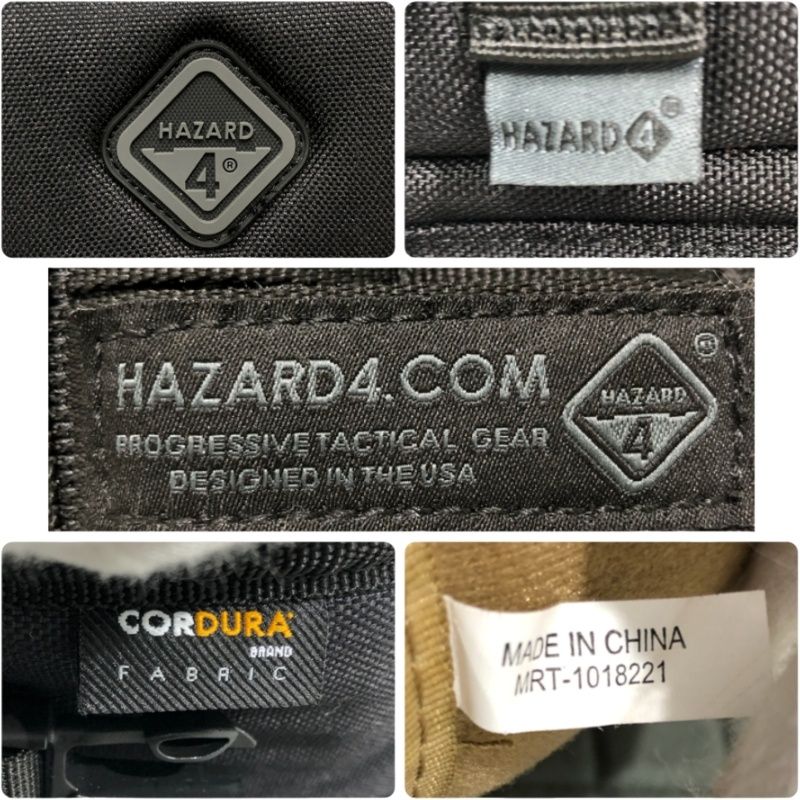 HAZARD
4®
HAZARD 4®
HAZARD4.COM
PROGRESSIVE TACTICAL GEAR
DESIGNED IN THE USA
HAZARD
4
®
CORDURA®
BRAND
FABRIC
MADE IN CHINA
MRT-1018221